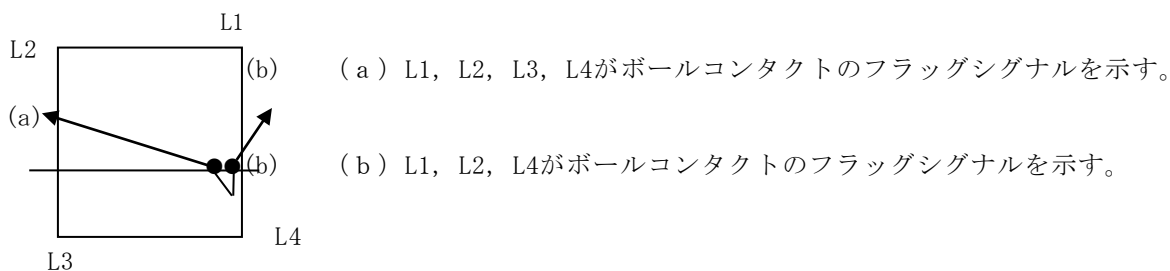 L1
L2
(b) (a) L1, L2, L3, L4がボールコンタクトのフラッグシグナルを示す。
(a)
(b) (b) L1, L2, L4がボールコンタクトのフラッグシグナルを示す。
L4
L3